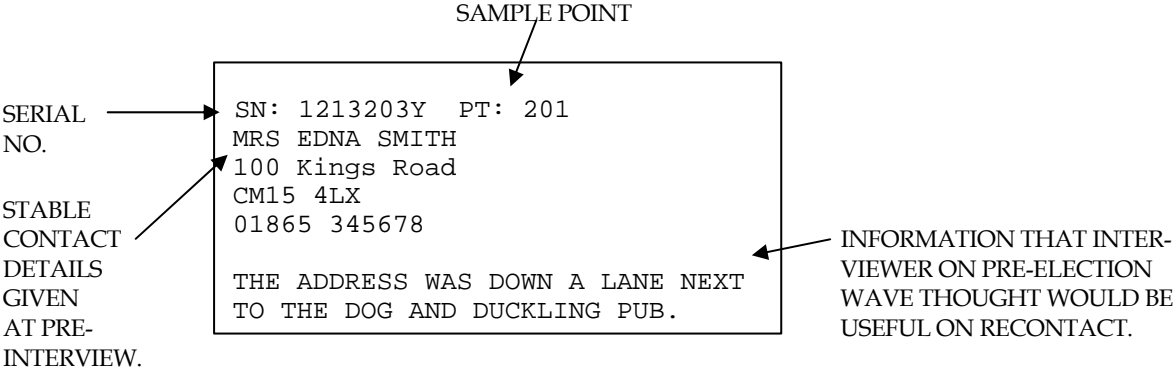 SAMPLE POINT
SERIAL
NO.
SN: 1213203Y PT: 201
MRS EDNA SMITH
100 Kings Road
CM15 4LX
01865 345678
THE ADDRESS WAS DOWN A LANE NEXT
TO THE DOG AND DUCKLING PUB.
STABLE
CONTACT
DETAILS
GIVEN
AT PRE-
INTERVIEW.
INFORMATION THAT INTER-
VIEWER ON PRE-ELECTION
WAVE THOUGHT WOULD BE
USEFUL ON RECONTACT.